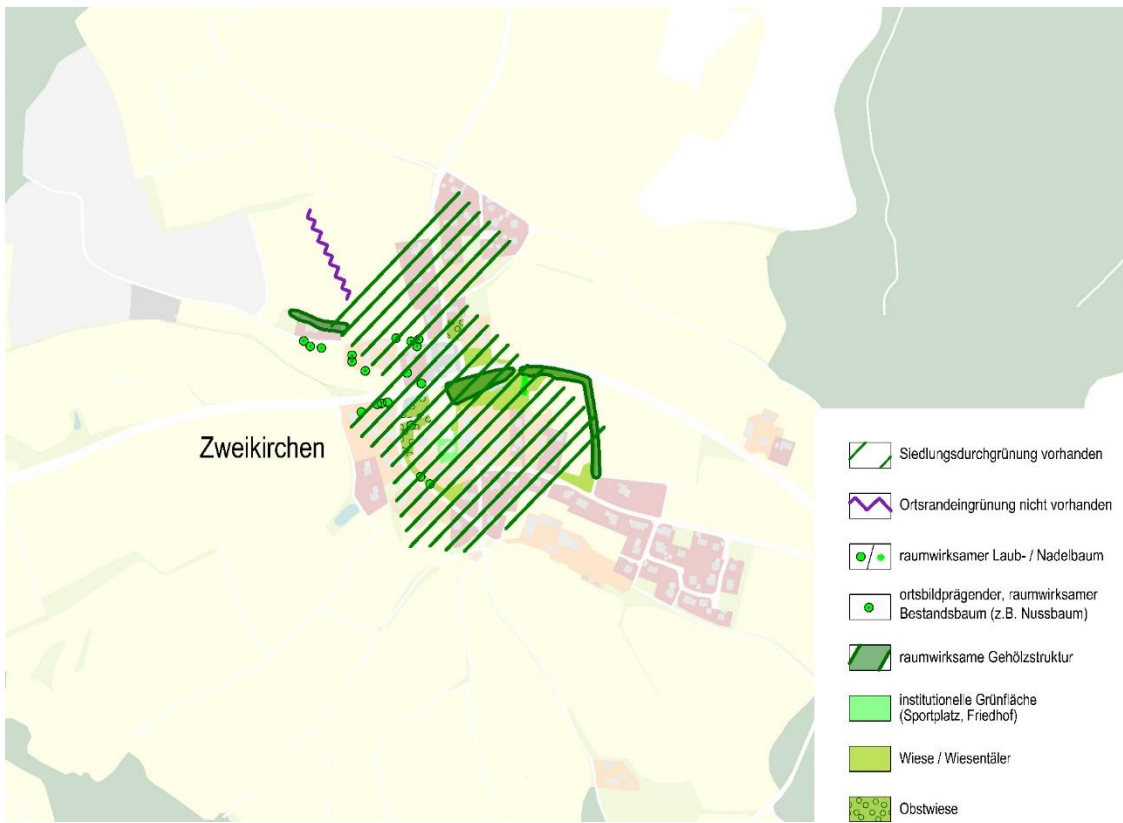 Zweikirchen
Siedlungsdurchgrünung vorhanden
Ortsrandeingrünung nicht vorhanden
raumwirksamer Laub- / Nadelbaum
ortsbildprägender, raumwirksamer
Bestandsbaum (z.B. Nussbaum)
raumwirksame Gehölzstruktur
institutionelle Grünfläche
(Sportplatz, Friedhof)
Wiese / Wiesentäler
Obstwiese